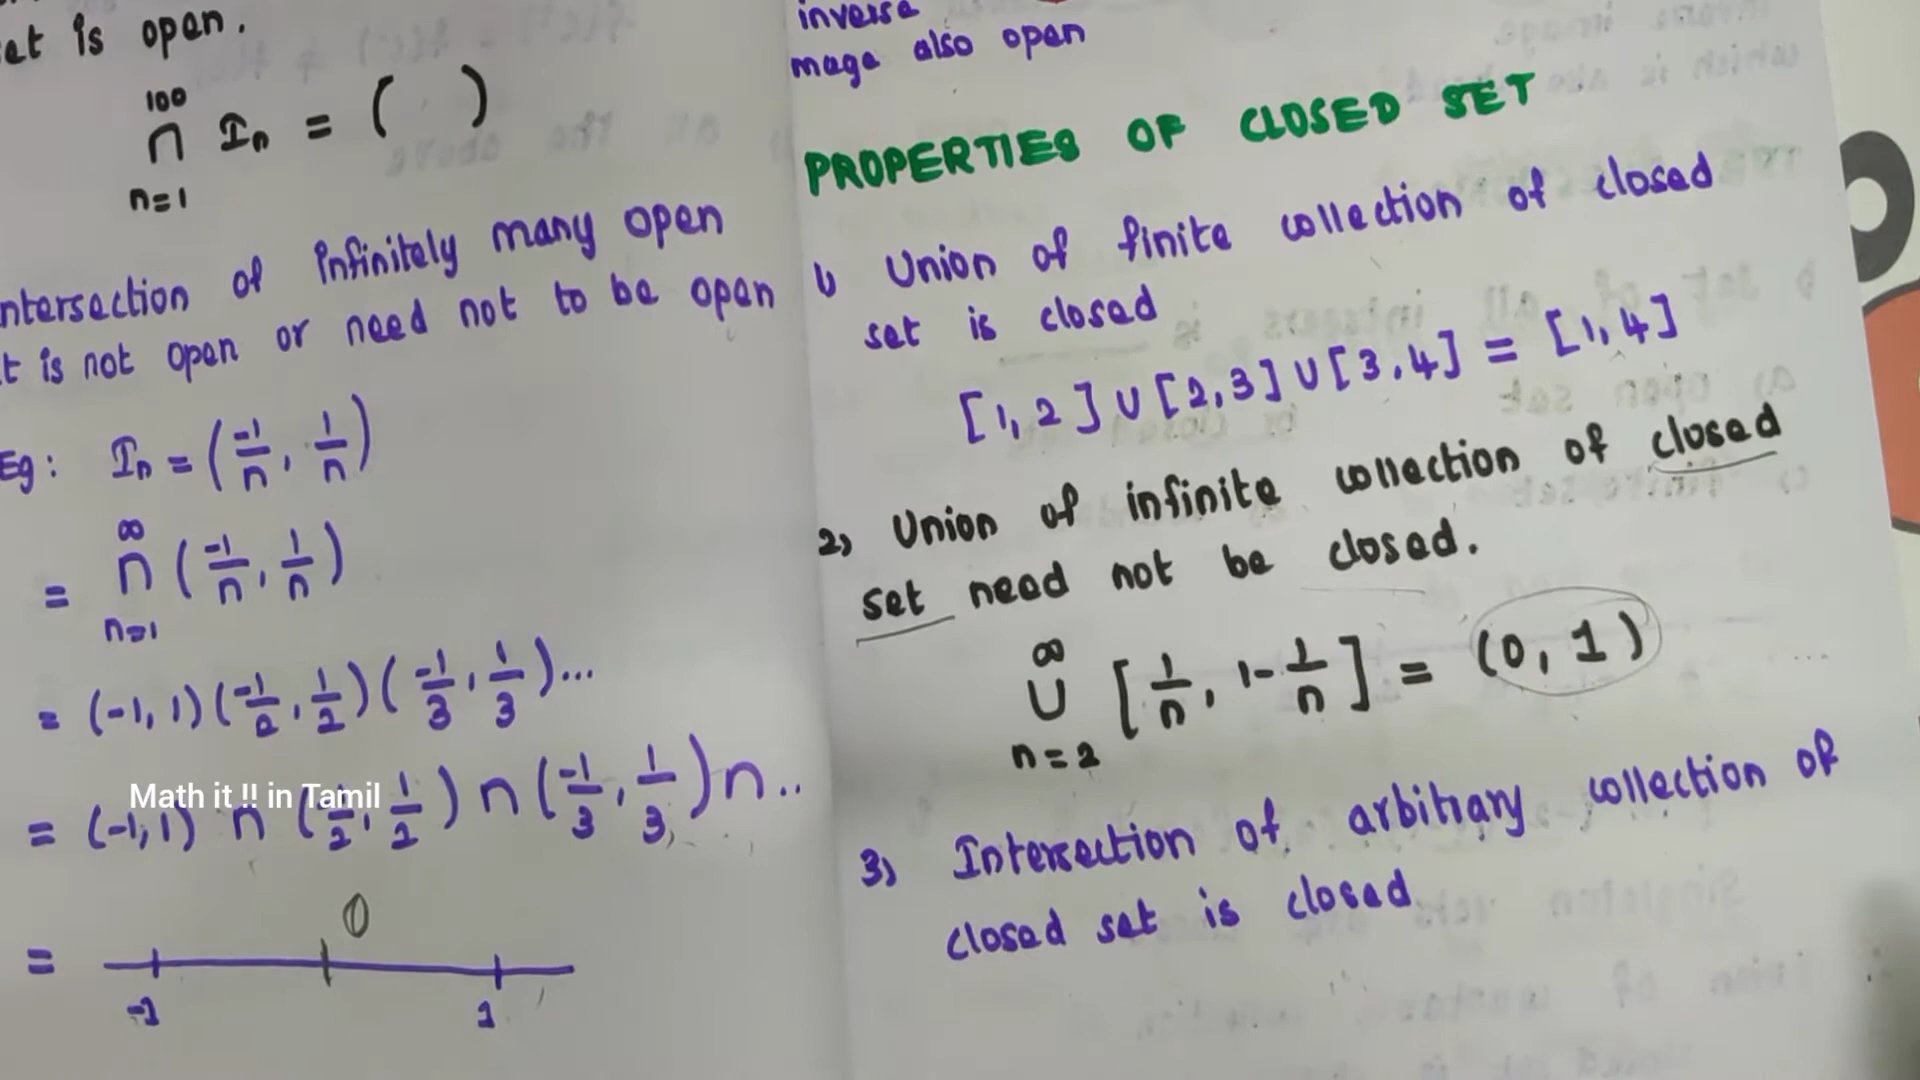 et is open.
100
∩ In = ( )
n=1
ntersection of infinitely many open
t is not open or need not to be open
Eg: In = (-1/n, 1/n)
= ∞
∩ (-1/n, 1/n)
n=1
= (-1,1)(-1/2, 1/2)(-1/3, 1/3)...
= (-1,1) ∩ (-1/2, 1/2) ∩ (-1/3, 1/3) ∩..
Math it !! in Tamil
0
=
-1 1
inverse
mage also open
PROPERTIES OF CLOSED SET
1) Union of finite collection of closed
set is closed
[1,2] ∪ [2,3] ∪ [3,4] = [1,4]
2) Union of infinite collection of closed
set need not be closed.
∞
∪ [1/n, 1-1/n] = (0,1)
n=2
3) Intersection of arbitrary collection of
closed set is closed